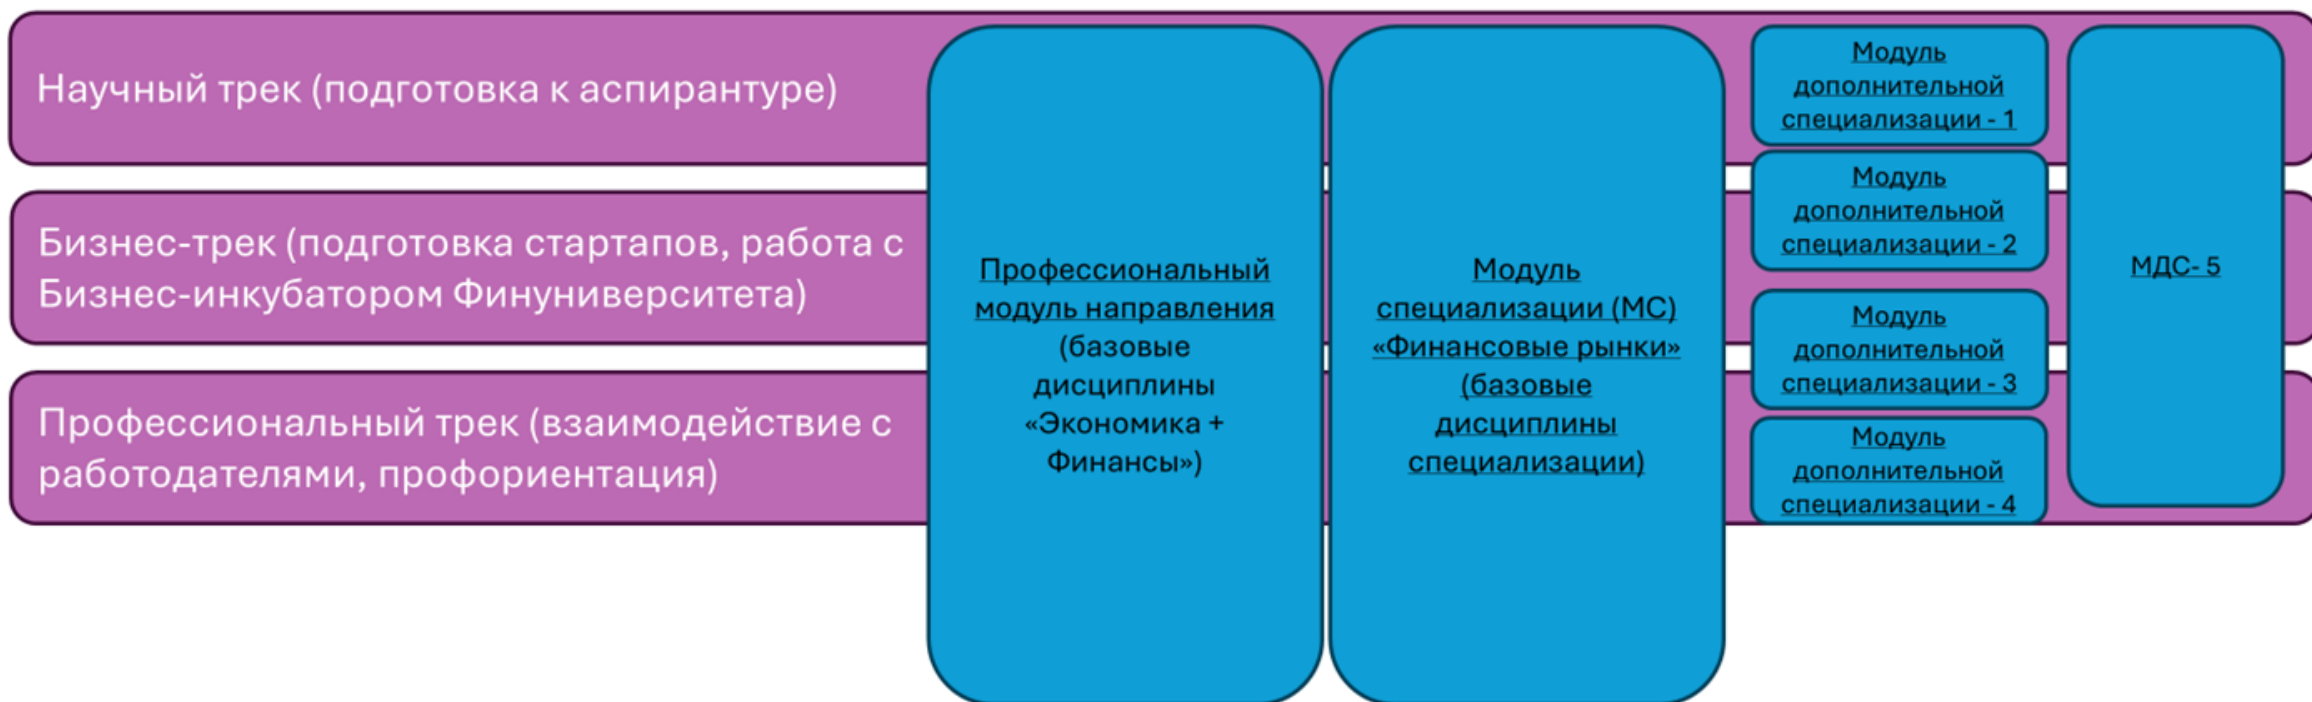 Научный трек (подготовка к аспирантуре)
Бизнес-трек (подготовка стартапов, работа с
Бизнес-инкубатором Финуниверситета)
Профессиональный трек (взаимодействие с
работодателями, профориентация)
Профессиональный
модуль направления
(базовые
дисциплины
«Экономика +
Финансы»)
Модуль
специализации (МС)
«Финансовые рынки»
(базовые
дисциплины
специализации)
Модуль
дополнительной
специализации - 1
Модуль
дополнительной
специализации - 2
Модуль
дополнительной
специализации - 3
Модуль
дополнительной
специализации - 4
МДС- 5